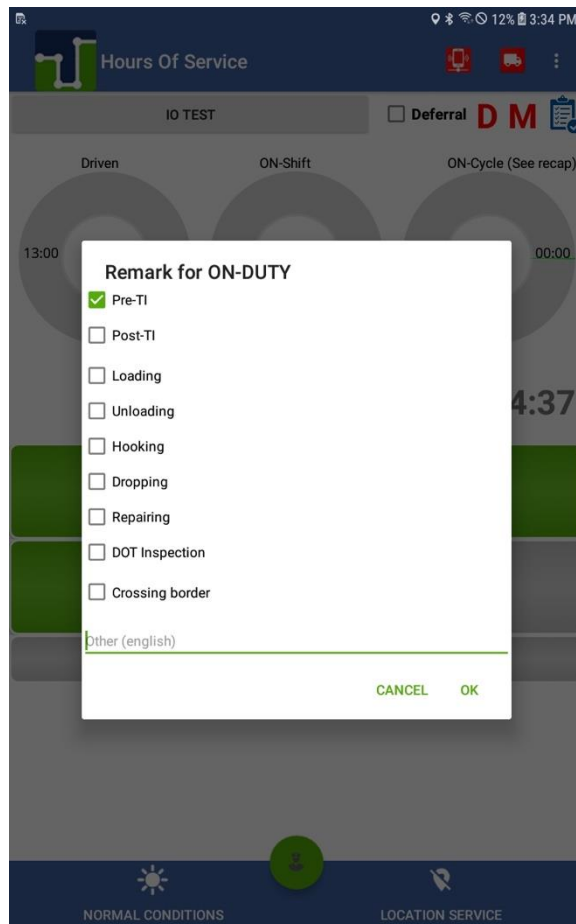 12% 3:34 PM
Hours Of Service
IO TEST
Deferral D M
Driven ON-Shift ON-Cycle (See recap)
13:00 00:00
Remark for ON-DUTY
Pre-TI
Post-TI
Loading
Unloading
4:37
Hooking
Dropping
Repairing
DOT Inspection
Crossing border
Other (english)
CANCEL OK
NORMAL CONDITIONS LOCATION SERVICE